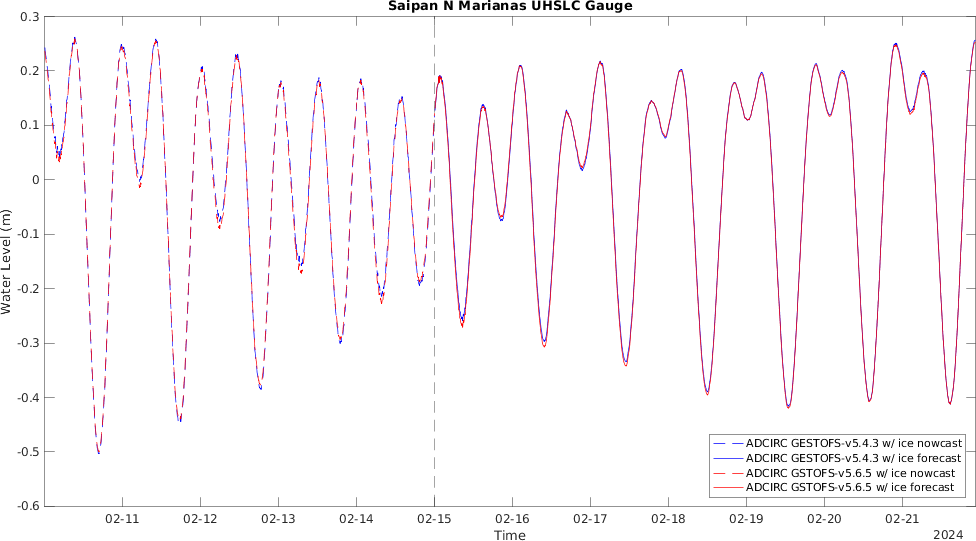 Saipan N Marianas UHSLC Gauge
0.3
0.2
0.1
0
-0.1
-0.2
-0.3
-0.4
-0.5
-0.6
Water Level (m)
ADCIRC GESTOFS-v5.4.3 w/ ice nowcast
ADCIRC GESTOFS-v5.4.3 w/ ice forecast
ADCIRC GSTOFS-v5.6.5 w/ ice nowcast
ADCIRC GSTOFS-v5.6.5 w/ ice forecast
02-11 02-12 02-13 02-14 02-15 02-16 02-17 02-18 02-19 02-20 02-21
Time
2024